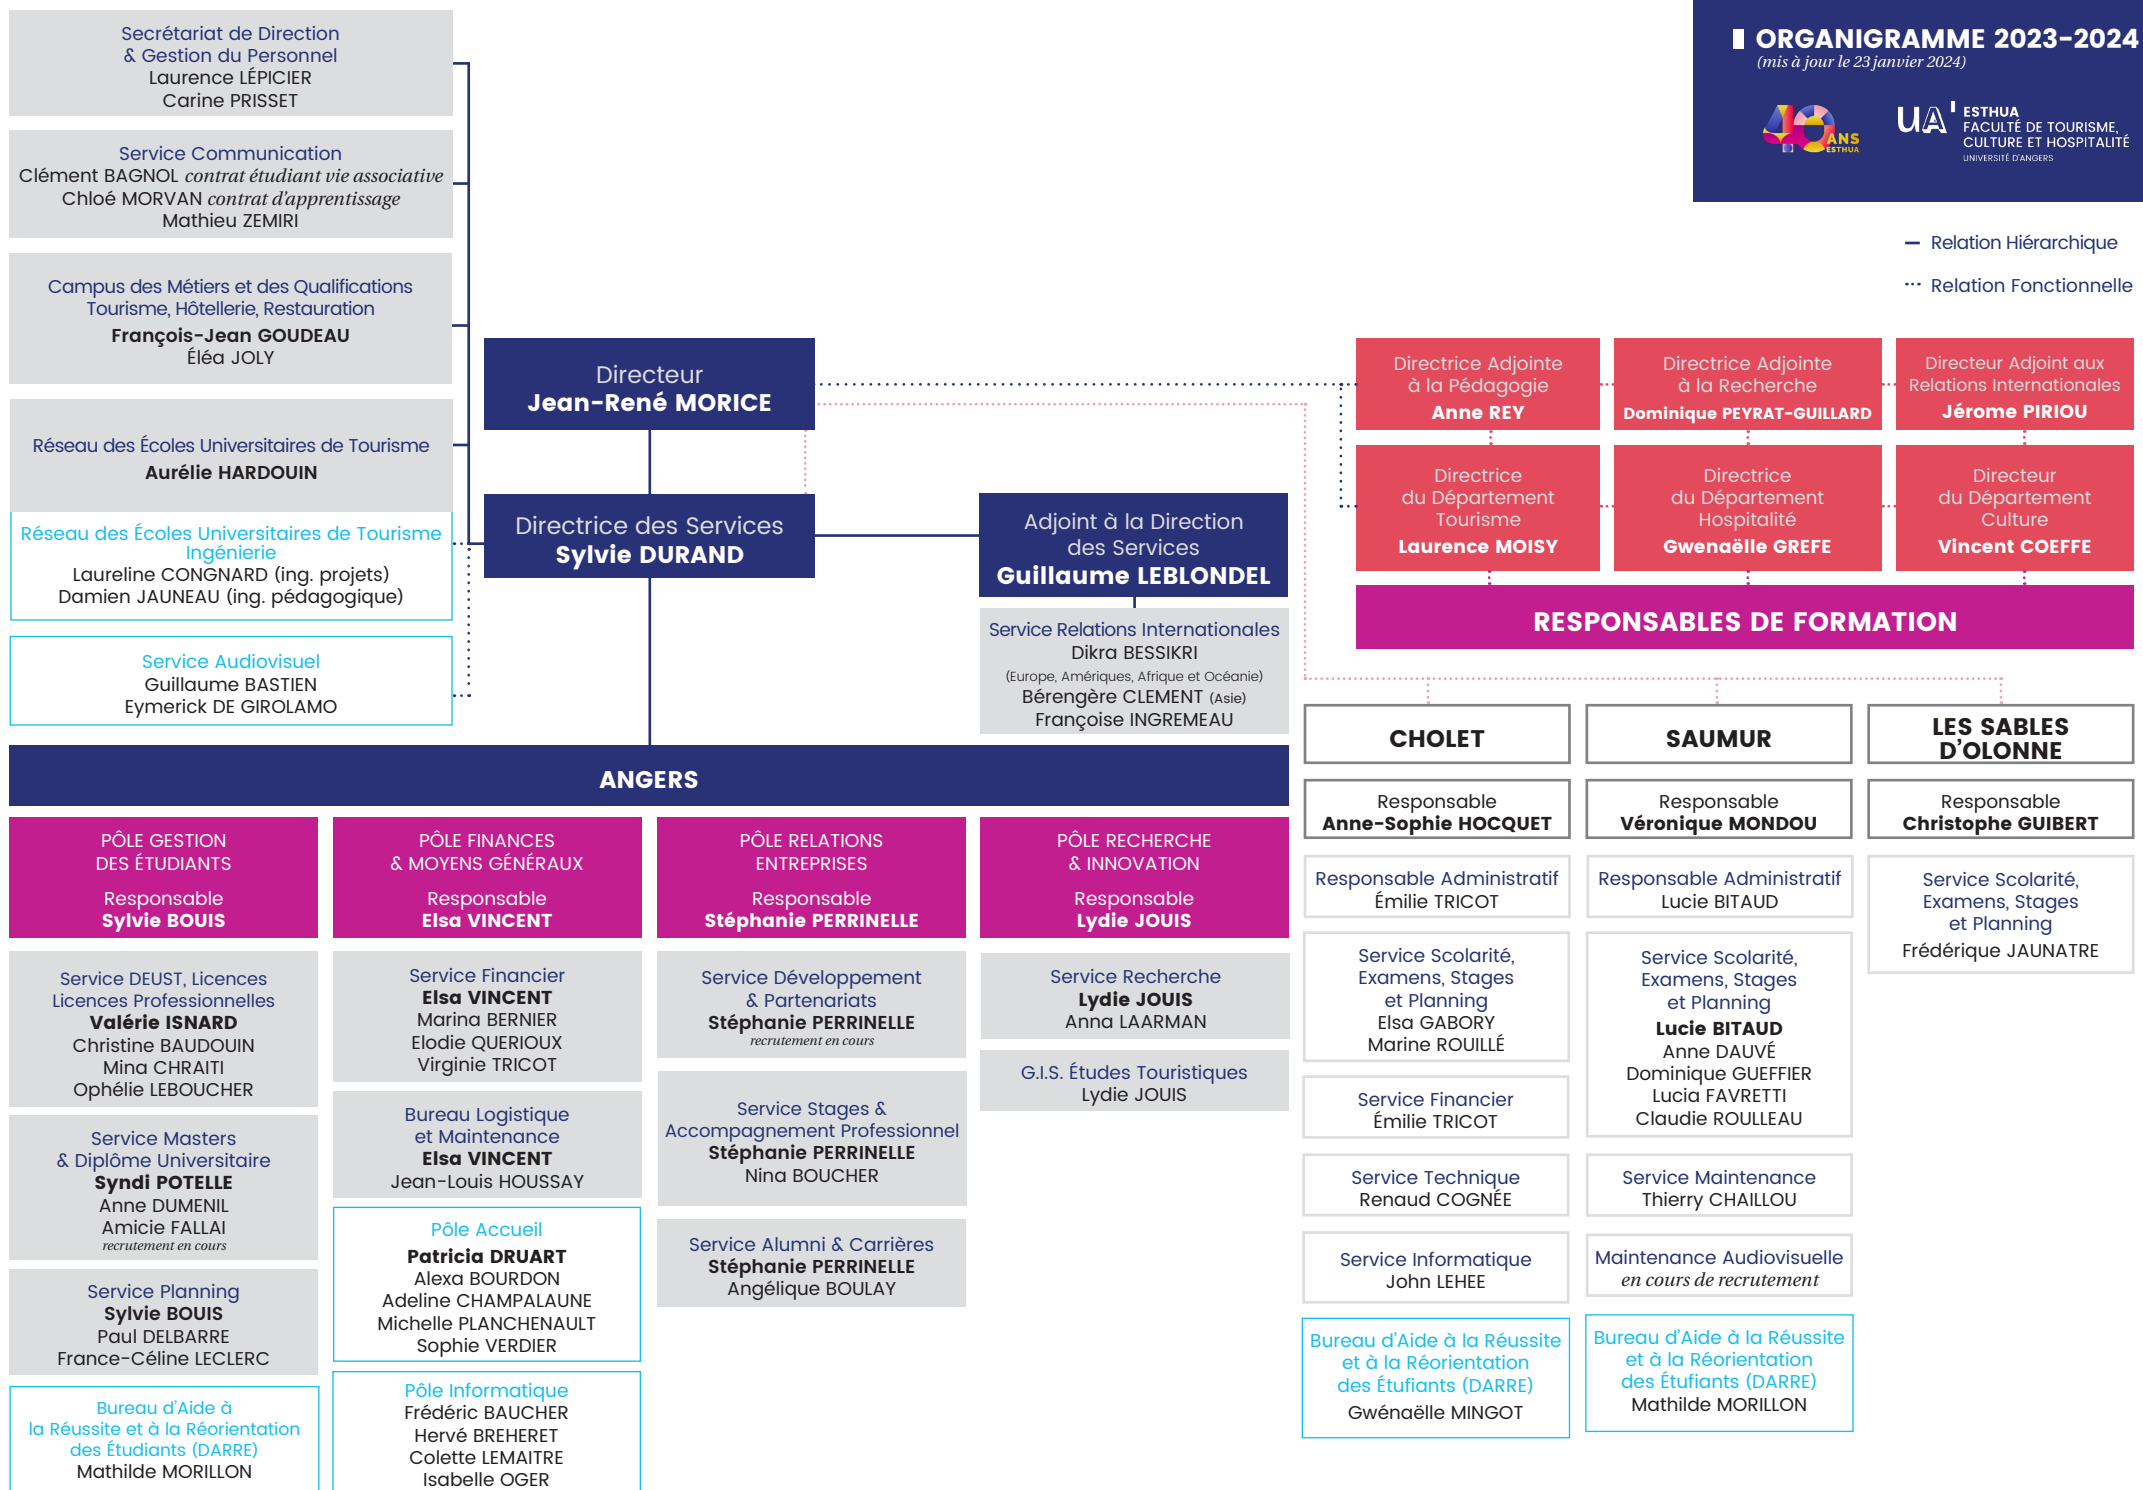 Secrétariat de Direction
& Gestion du Personnel
Laurence LÉPICIER
Carine PRISSET
Service Communication
Clément BAGNOL contrat étudiant vie associative
Chloé MORVAN contrat d'apprentissage
Mathieu ZEMIRI
Campus des Métiers et des Qualifications
Tourisme, Hôtellerie, Restauration
François-Jean GOUDEAU
Éléa JOLY
Réseau des Écoles Universitaires de Tourisme
Aurélie HARDOUIN
Réseau des Écoles Universitaires de Tourisme
Ingénierie
Laureline CONGNARD (ing. projets)
Damien JAUNEAU (ing. pédagogique)
Service Audiovisuel
Guillaume BASTIEN
Eymerick DE GIROLAMO
ORGANIGRAMME 2023-2024
(mis à jour le 23 janvier 2024)
40 ANS
ESTHUA
UA'
ESTHUA
FACULTÉ DE TOURISME,
CULTURE ET HOSPITALITÉ
UNIVERSITÉ D'ANGERS
Relation Hiérarchique
Relation Fonctionnelle
Directeur
Jean-René MORICE
Directrice des Services
Sylvie DURAND
Adjoint à la Direction
des Services
Guillaume LEBLONDEL
Service Relations Internationales
Dikra BESSIKRI
(Europe, Amériques, Afrique et Océanie)
Bérengère CLEMENT (Asie)
Françoise INGREMEAU
Directrice Adjointe
à la Pédagogie
Anne REY
Directrice Adjointe
à la Recherche
Dominique PEYRAT-GUILLARD
Directeur Adjoint aux
Relations Internationales
Jérome PIRIOU
Directrice
du Département
Tourisme
Laurence MOISY
Directrice
du Département
Hospitalité
Gwenaëlle GREFE
Directeur
du Département
Culture
Vincent COEFFE
RESPONSABLES DE FORMATION
ANGERS
PÔLE GESTION
DES ÉTUDIANTS
Responsable
Sylvie BOUIS
Service DEUST, Licences
Licences Professionnelles
Valérie ISNARD
Christine BAUDOUIN
Mina CHRAITI
Ophélie LEBOUCHER
Service Masters
& Diplôme Universitaire
Syndi POTELLE
Anne DUMENIL
Amicie FALLAI
recrutement en cours
Service Planning
Sylvie BOUIS
Paul DELBARRE
France-Céline LECLERC
Bureau d'Aide à
la Réussite et à la Réorientation
des Étudiants (DARRE)
Mathilde MORILLON
PÔLE FINANCES
& MOYENS GÉNÉRAUX
Responsable
Elsa VINCENT
Service Financier
Elsa VINCENT
Marina BERNIER
Elodie QUERIOUX
Virginie TRICOT
Bureau Logistique
et Maintenance
Elsa VINCENT
Jean-Louis HOUSSAY
Pôle Accueil
Patricia DRUART
Alexa BOURDON
Adeline CHAMPALAUNE
Michelle PLANCHENAULT
Sophie VERDIER
Pôle Informatique
Frédéric BAUCHER
Hervé BREHERET
Colette LEMAITRE
Isabelle OGER
PÔLE RELATIONS
ENTREPRISES
Responsable
Stéphanie PERRINELLE
Service Développement
& Partenariats
Stéphanie PERRINELLE
recrutement en cours
Service Stages &
Accompagnement Professionnel
Stéphanie PERRINELLE
Nina BOUCHER
Service Alumni & Carrières
Stéphanie PERRINELLE
Angélique BOULAY
PÔLE RECHERCHE
& INNOVATION
Responsable
Lydie JOUIS
Service Recherche
Lydie JOUIS
Anna LAARMAN
G.I.S. Études Touristiques
Lydie JOUIS
CHOLET
Responsable
Anne-Sophie HOCQUET
Responsable Administratif
Émilie TRICOT
Service Scolarité,
Examens, Stages
et Planning
Elsa GABORY
Marine ROUILLÉ
Service Financier
Émilie TRICOT
Service Technique
Renaud COGNÉE
Service Informatique
John LEHEE
Bureau d'Aide à la Réussite
et à la Réorientation
des Étufiants (DARRE)
Gwénaëlle MINGOT
SAUMUR
Responsable
Véronique MONDOU
Responsable Administratif
Lucie BITAUD
Service Scolarité,
Examens, Stages
et Planning
Lucie BITAUD
Anne DAUVÉ
Dominique GUEFFIER
Lucia FAVRETTI
Claudie ROULLEAU
Service Maintenance
Thierry CHAILLOU
Maintenance Audiovisuelle
en cours de recrutement
Bureau d'Aide à la Réussite
et à la Réorientation
des Étufiants (DARRE)
Mathilde MORILLON
LES SABLES
D'OLONNE
Responsable
Christophe GUIBERT
Service Scolarité,
Examens, Stages
et Planning
Frédérique JAUNATRE